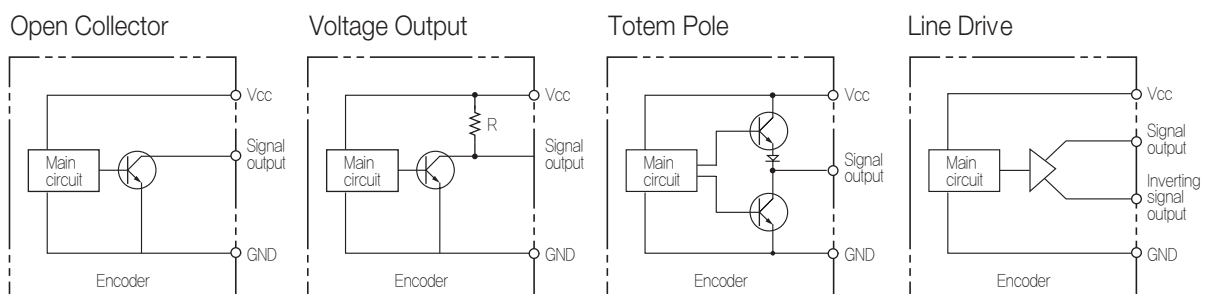 Open Collector
Vcc
Main
circuit
Signal
output
GND
Encoder
Voltage Output
Vcc
R
Main
circuit
Signal
output
GND
Encoder
Totem Pole
Vcc
Main
circuit
Signal
output
GND
Encoder
Line Drive
Vcc
Signal
output
Main
circuit
Inverting
signal
output
GND
Encoder